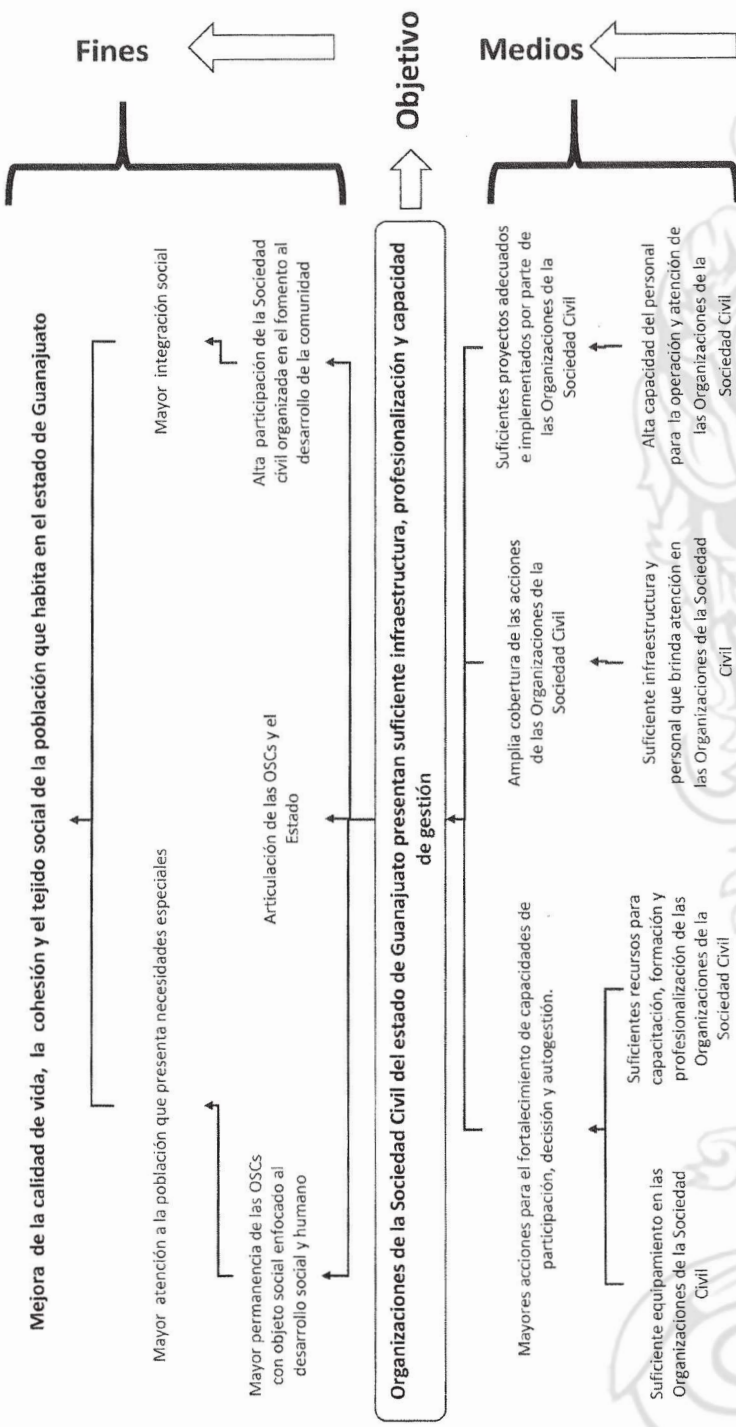 Mejora de la calidad de vida, la cohesión y el tejido social de la población que habita en el estado de Guanajuato
Fines
Mayor atención a la población que presenta necesidades especiales
Mayor integración social
Mayor permanencia de las OSCs
con objeto social enfocado al
desarrollo social y humano
Articulación de las OSCs y el
Estado
Alta participación de la Sociedad
civil organizada en el fomento al
desarrollo de la comunidad
Organizaciones de la Sociedad Civil del estado de Guanajuato presentan suficiente infraestructura, profesionalización y capacidad
de gestión
Objetivo
Mayores acciones para el fortalecimiento de capacidades de
participación, decisión y autogestión.
Amplia cobertura de las acciones
de las Organizaciones de la
Sociedad Civil
Suficientes proyectos adecuados
e implementados por parte de
las Organizaciones de la
Sociedad Civil
Medios
Suficiente equipamiento en las
Organizaciones de la Sociedad
Civil
Suficientes recursos para
capacitación, formación y
profesionalización de las
Organizaciones de la
Sociedad Civil
Suficiente infraestructura y
personal que brinda atención en
las Organizaciones de la Sociedad
Civil
Alta capacidad del personal
para la operación y atención de
las Organizaciones de la
Sociedad Civil